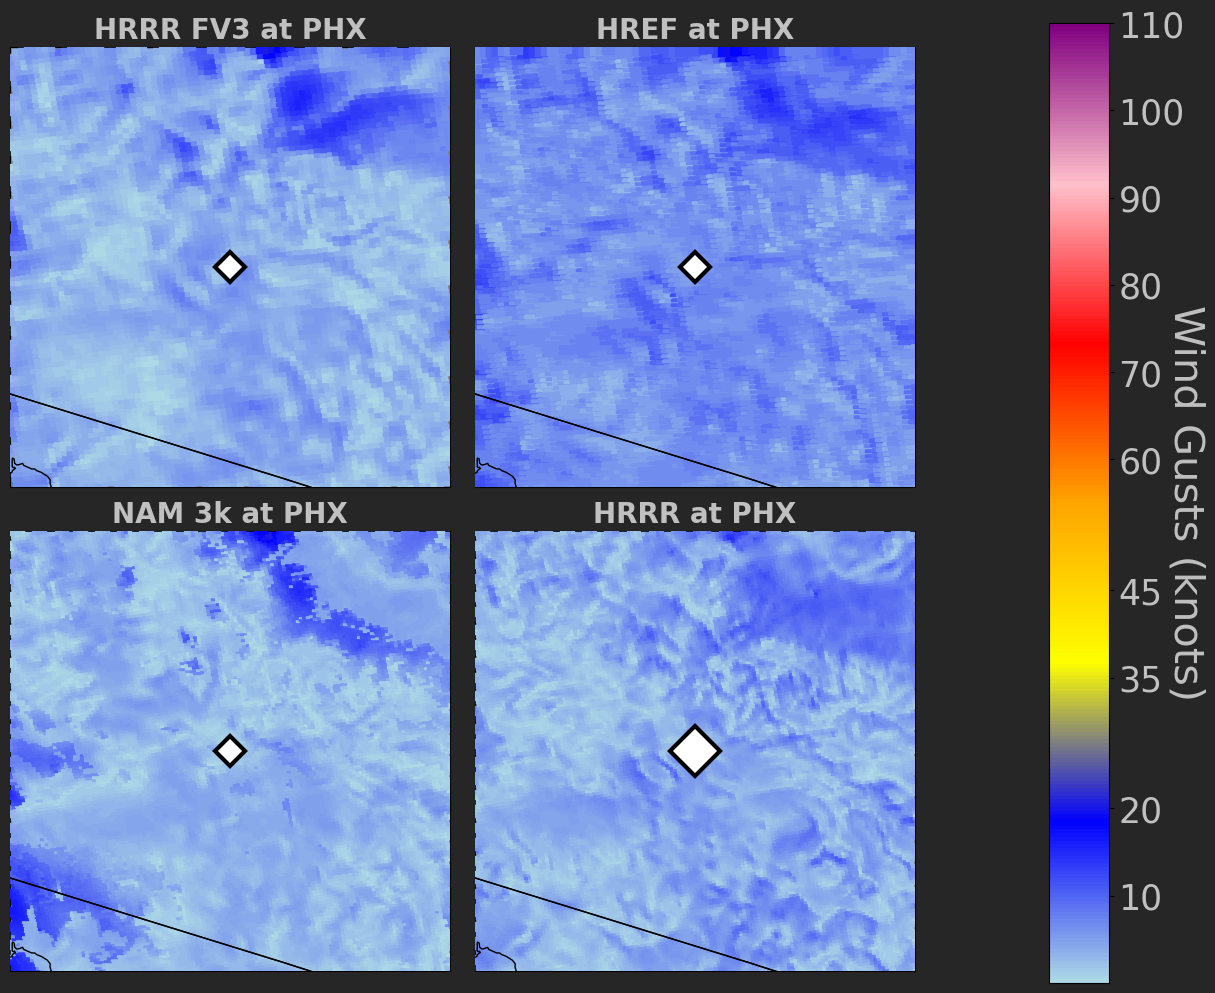 HRRR FV3 at PHX
HREF at PHX
NAM 3k at PHX
HRRR at PHX
110
100
90
80
70
60
45
35
20
10
Wind Gusts (knots)